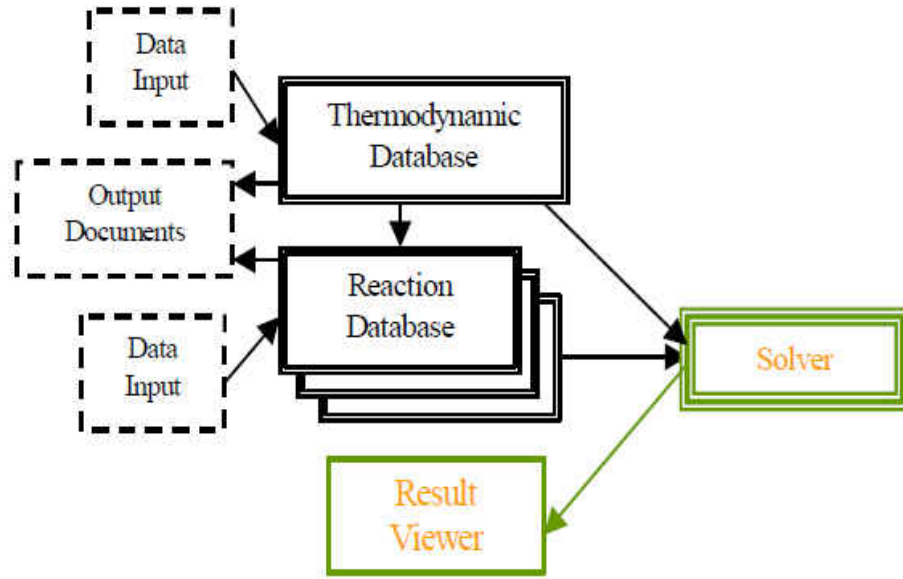 Data
Input
Thermodynamic
Database
Output
Documents
Reaction
Database
Data
Input
Solver
Result
Viewer